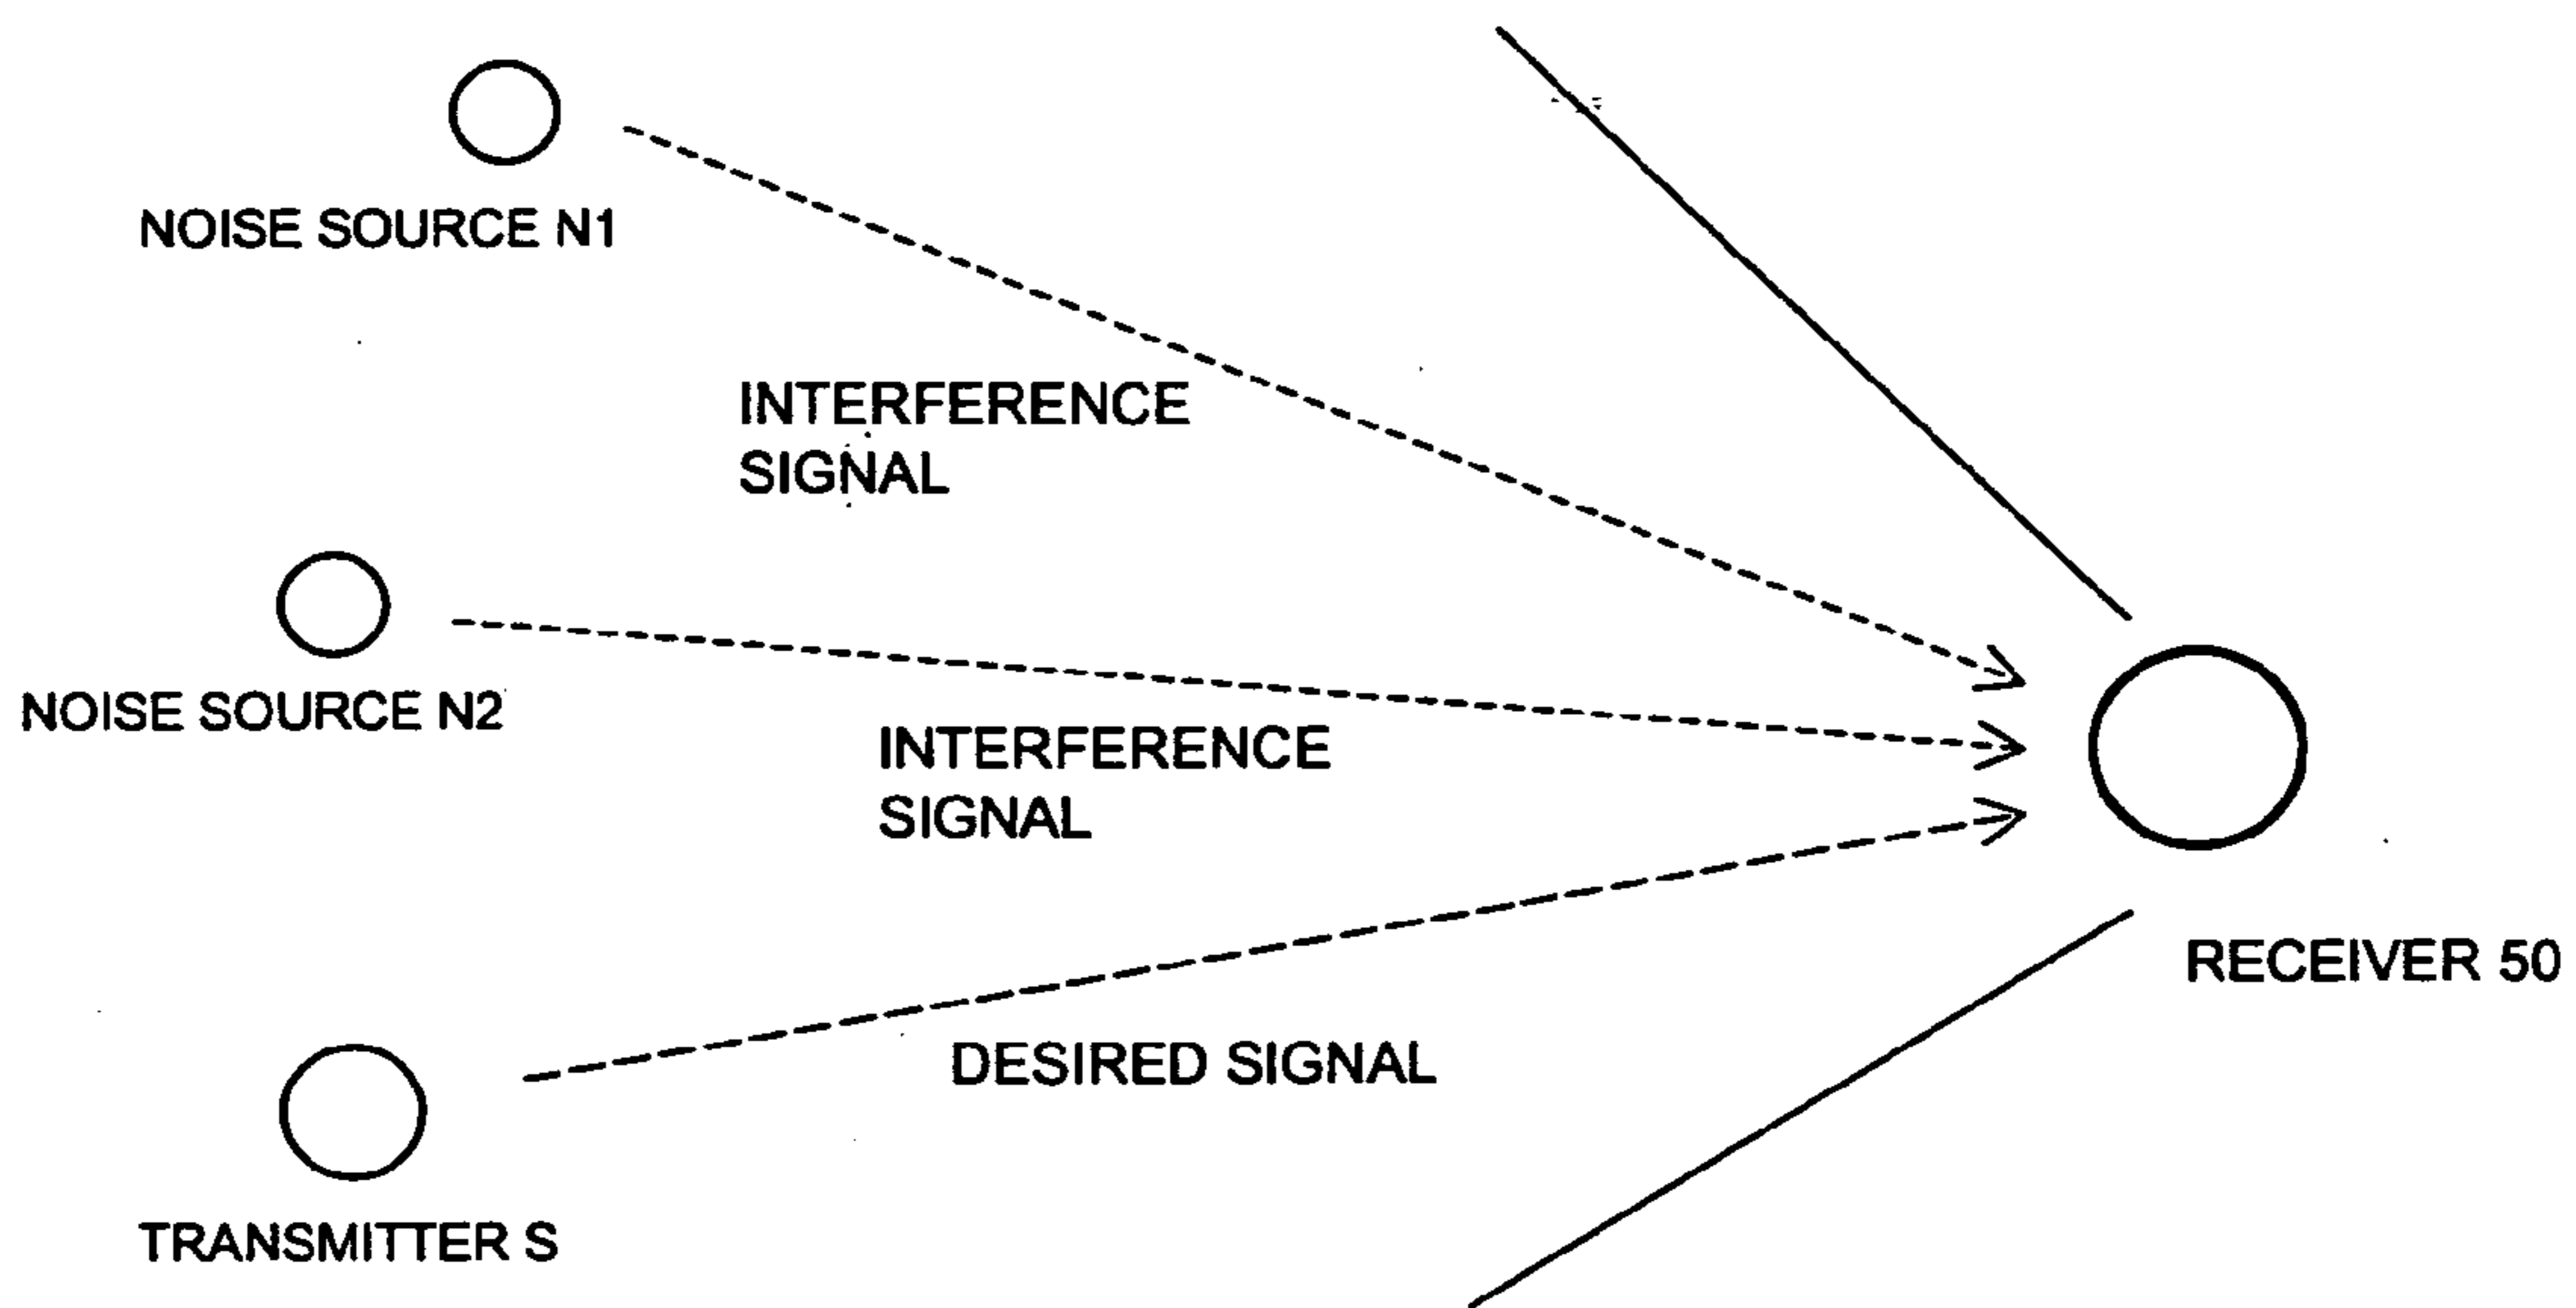 NOISE SOURCE N1
INTERFERENCE
SIGNAL
NOISE SOURCE N2
INTERFERENCE
SIGNAL
RECEIVER 50
DESIRED SIGNAL
TRANSMITTER S